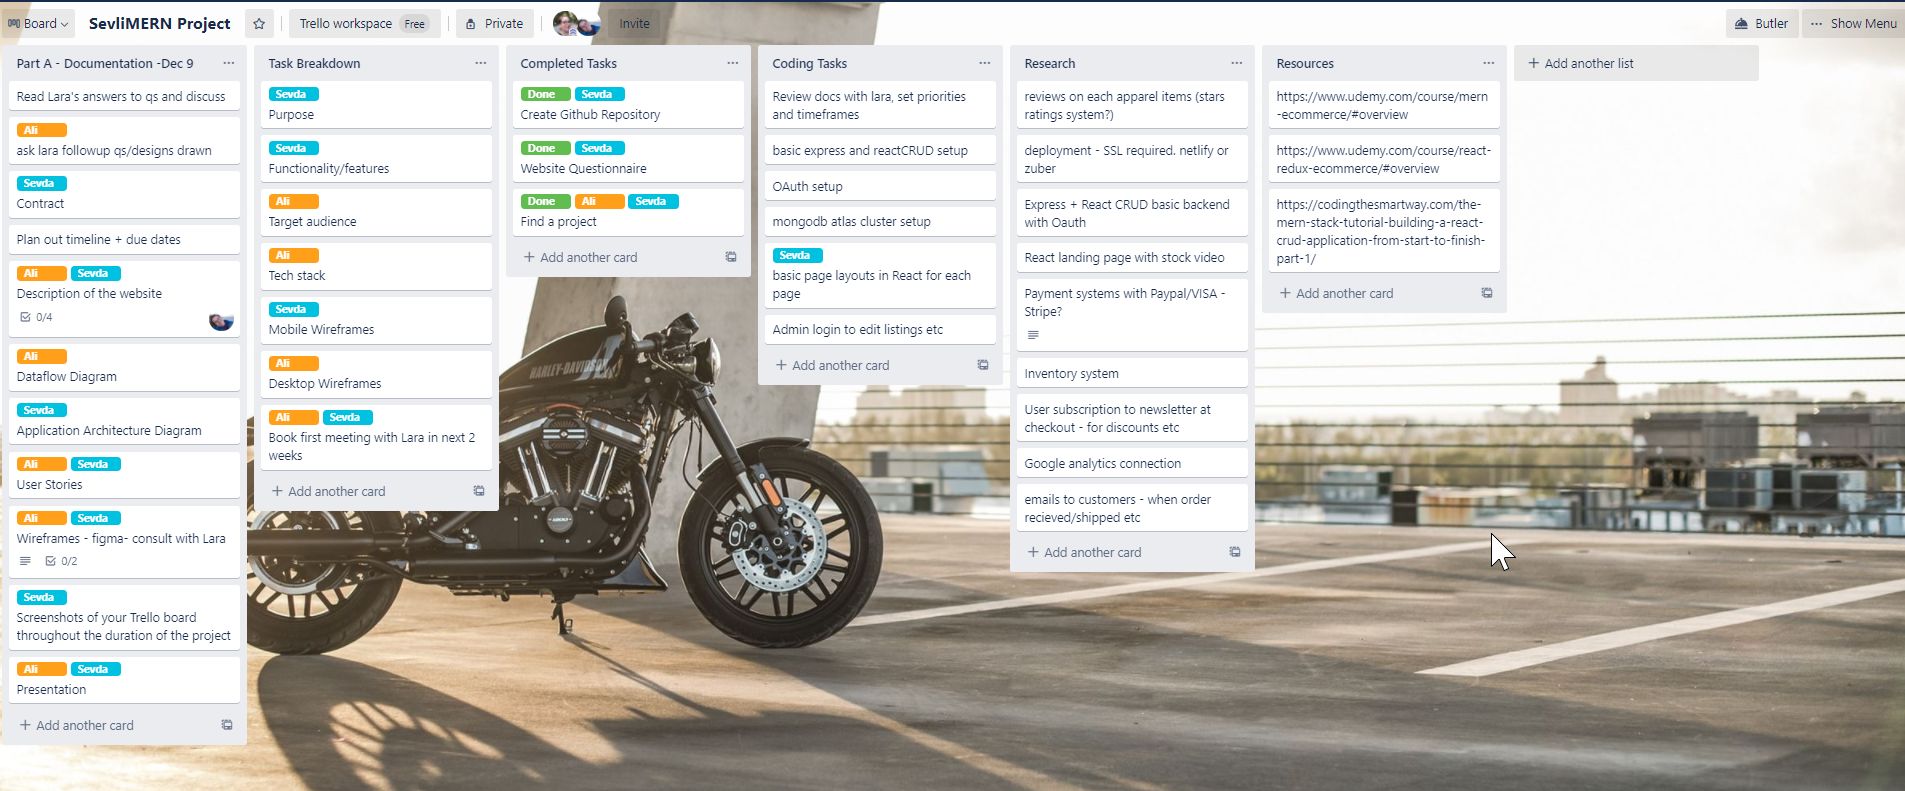 Board
SevliMERN Project
Trello workspace Free
Private
Invite
Butler
Show Menu
Part A - Documentation -Dec 9
Read Lara's answers to qs and discuss
Ali
ask lara followup qs/designs drawn
Sevda
Contract
Plan out timeline + due dates
Ali Sevda
Description of the website
0/4
Ali
Dataflow Diagram
Sevda
Application Architecture Diagram
Ali Sevda
User Stories
Ali Sevda
Wireframes - figma- consult with Lara
0/2
Sevda
Screenshots of your Trello board
throughout the duration of the project
Ali Sevda
Presentation
+ Add another card
Task Breakdown
Sevda
Purpose
Sevda
Functionality/features
Ali
Target audience
Ali
Tech stack
Sevda
Mobile Wireframes
Ali
Desktop Wireframes
Ali Sevda
Book first meeting with Lara in next 2
weeks
+ Add another card
Completed Tasks
Done Sevda
Create Github Repository
Done Sevda
Website Questionnaire
Done Ali Sevda
Find a project
+ Add another card
Coding Tasks
Review docs with lara, set priorities
and timeframes
basic express and reactCRUD setup
OAuth setup
mongodb atlas cluster setup
Sevda
basic page layouts in React for each
page
Admin login to edit listings etc
+ Add another card
Research
reviews on each apparel items (stars
ratings system?)
deployment - SSL required. netlify or
zuber
Express + React CRUD basic backend
with Oauth
React landing page with stock video
Payment systems with Paypal/VISA -
Stripe?
Inventory system
User subscription to newsletter at
checkout - for discounts etc
Google analytics connection
emails to customers - when order
recieved/shipped etc
+ Add another card
Resources
https://www.udemy.com/course/mern
-ecommerce/#overview
https://www.udemy.com/course/react-
redux-ecommerce/#overview
https://codingthesmartway.com/the-
mern-stack-tutorial-building-a-react-
crud-application-from-start-to-finish-
part-1/
+ Add another card
+ Add another list
HARLEY-DAVIDSON